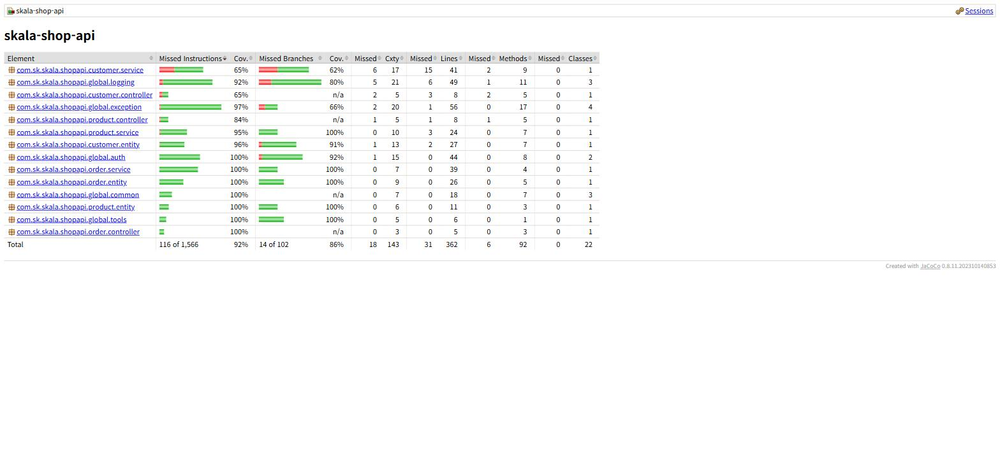 skala-shop-api Sessions
skala-shop-api
Element Missed Instructions Cov. Missed Branches Cov. Missed Cxty Missed Lines Missed Methods Missed Classes
com.sk.skala.shopapi.customer.service 65% 62% 6 17 15 41 2 9 0 1
com.sk.skala.shopapi.global.logging 92% 80% 5 21 6 49 1 11 0 3
com.sk.skala.shopapi.customer.controller 65% n/a 2 5 3 8 2 5 0 1
com.sk.skala.shopapi.global.exception 97% 66% 2 20 1 56 0 17 0 4
com.sk.skala.shopapi.product.controller 84% n/a 1 5 1 8 1 5 0 1
com.sk.skala.shopapi.product.service 95% 100% 0 10 3 24 0 7 0 1
com.sk.skala.shopapi.customer.entity 96% 91% 1 13 2 27 0 7 0 1
com.sk.skala.shopapi.global.auth 100% 92% 1 15 0 44 0 8 0 2
com.sk.skala.shopapi.order.service 100% 100% 0 7 0 39 0 4 0 1
com.sk.skala.shopapi.order.entity 100% 100% 0 9 0 26 0 5 0 1
com.sk.skala.shopapi.global.common 100% n/a 0 7 0 18 0 7 0 3
com.sk.skala.shopapi.product.entity 100% 100% 0 6 0 11 0 3 0 1
com.sk.skala.shopapi.global.tools 100% 100% 0 5 0 6 0 1 0 1
com.sk.skala.shopapi.order.controller 100% n/a 0 3 0 5 0 3 0 1
Total 116 of 1,566 92% 14 of 102 86% 18 143 31 362 6 92 0 22
Created with JaCoCo 0.8.11.202310140853